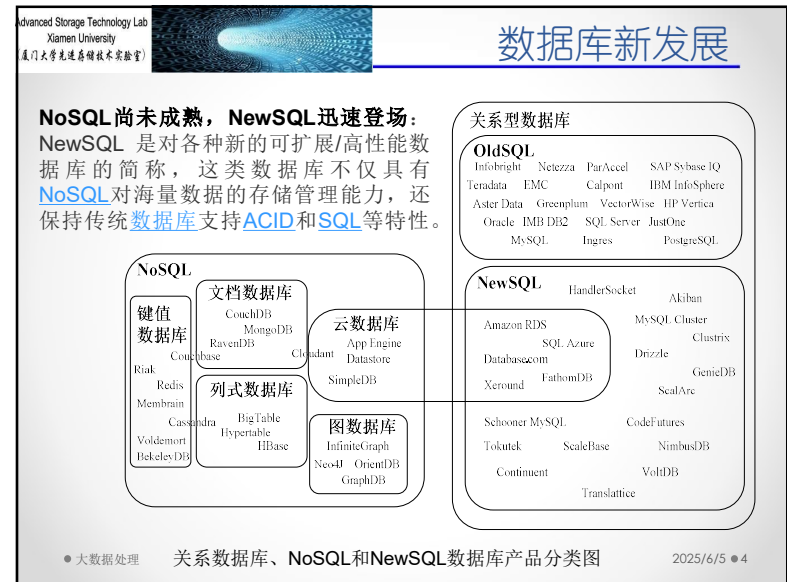 Advanced Storage Technology Lab
Xiamen University
(厦门大学先进存储技术实验室)
数据库新发展
NoSQL尚未成熟，NewSQL迅速登场：
NewSQL 是对各种新的可扩展/高性能数
据库的简称，这类数据库不仅具有
NoSQL对海量数据的存储管理能力，还
保持传统数据库支持ACID和SQL等特性。
关系型数据库
OldSQL
Infobright Netezza ParAccel SAP Sybase IQ
Teradata EMC Calpont IBM InfoSphere
Aster Data Greenplum VectorWise HP Vertica
Oracle IMB DB2 SQL Server JustOne
MySQL Ingres PostgreSQL
NoSQL
键值
数据库
Couchbase
Riak
Redis
Membrain
Cassandra
Voldemort
BekeleyDB
文档数据库
CouchDB
MongoDB
RavenDB
Cloudant
列式数据库
BigTable
Hypertable
HBase
云数据库
App Engine
Datastore
SimpleDB
图数据库
InfiniteGraph
Neo4J OrientDB
GraphDB
NewSQL
HandlerSocket
Akiban
Amazon RDS
SQL Azure
Database.com
FathomDB
Xeround
MySQL Cluster
Clustrix
Drizzle
GenieDB
ScalArc
Schooner MySQL CodeFutures
Tokutek ScaleBase NimbusDB
Continuent VoltDB
Translattice
大数据处理
关系数据库、NoSQL和NewSQL数据库产品分类图
2025/6/5 ●4